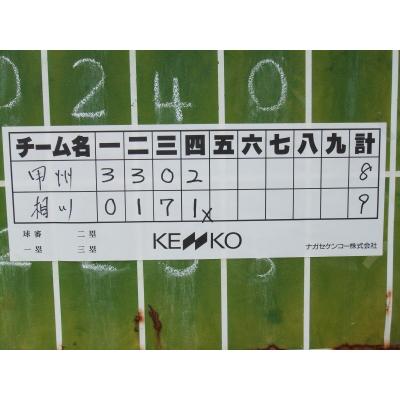 0 2 4 0
チーム名 一 二 三 四 五 六 七 八 九 計
甲州 3 3 0 2 8
相川 0 1 7 1x 9
球審 二塁
一塁 三塁
KENKO
ナガセケンコー株式会社